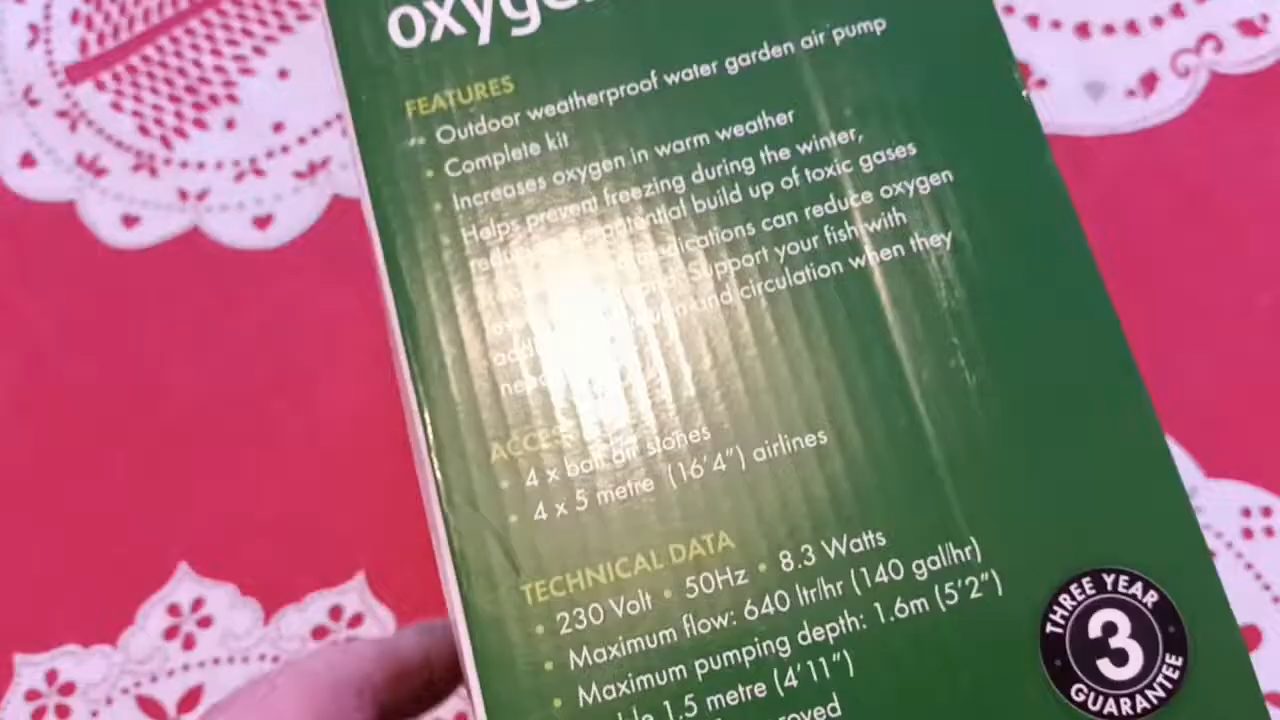 oxyge
FEATURES
• Outdoor weatherproof water garden air pump
• Complete kit
• Increases oxygen in warm weather
• Helps prevent freezing during the winter,
potential build up of toxic gases
can reduce oxygen
Support your fish with
and circulation when they
4 x ball air stones
• 4 x 5 metre (16'4") airlines
TECHNICAL DATA
• 230 Volt • 50Hz • 8.3 Watts
• Maximum flow: 640 ltr/hr (140 gal/hr)
• Maximum pumping depth: 1.6m (5'2")
• 1.5 metre (4'11")
THREE YEAR
3
GUARANTEE